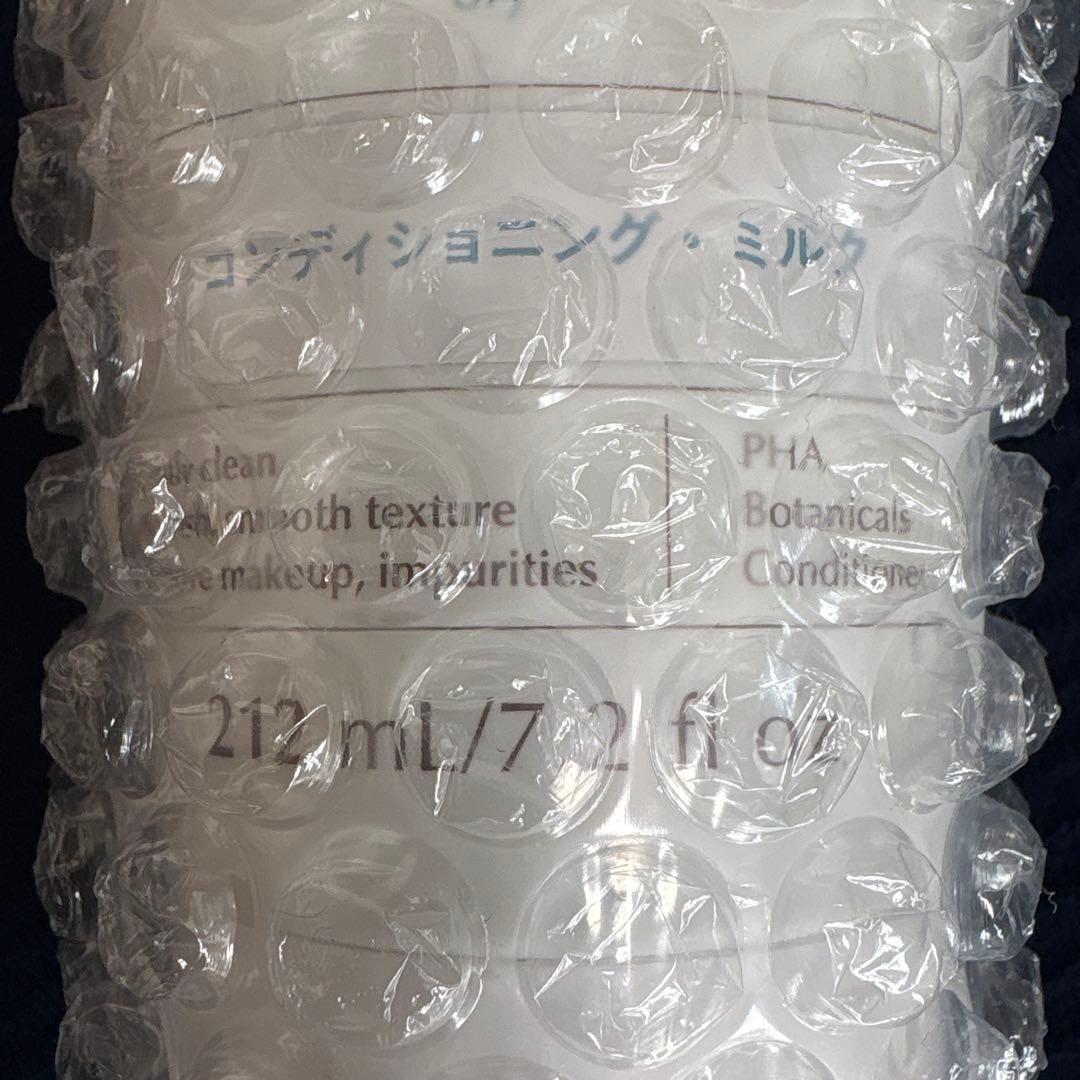 コンディショニング・ミルク
clean
smooth texture
makeup, impurities
PHA
Botanicals
Conditioner
212 mL/7.2 fl oz